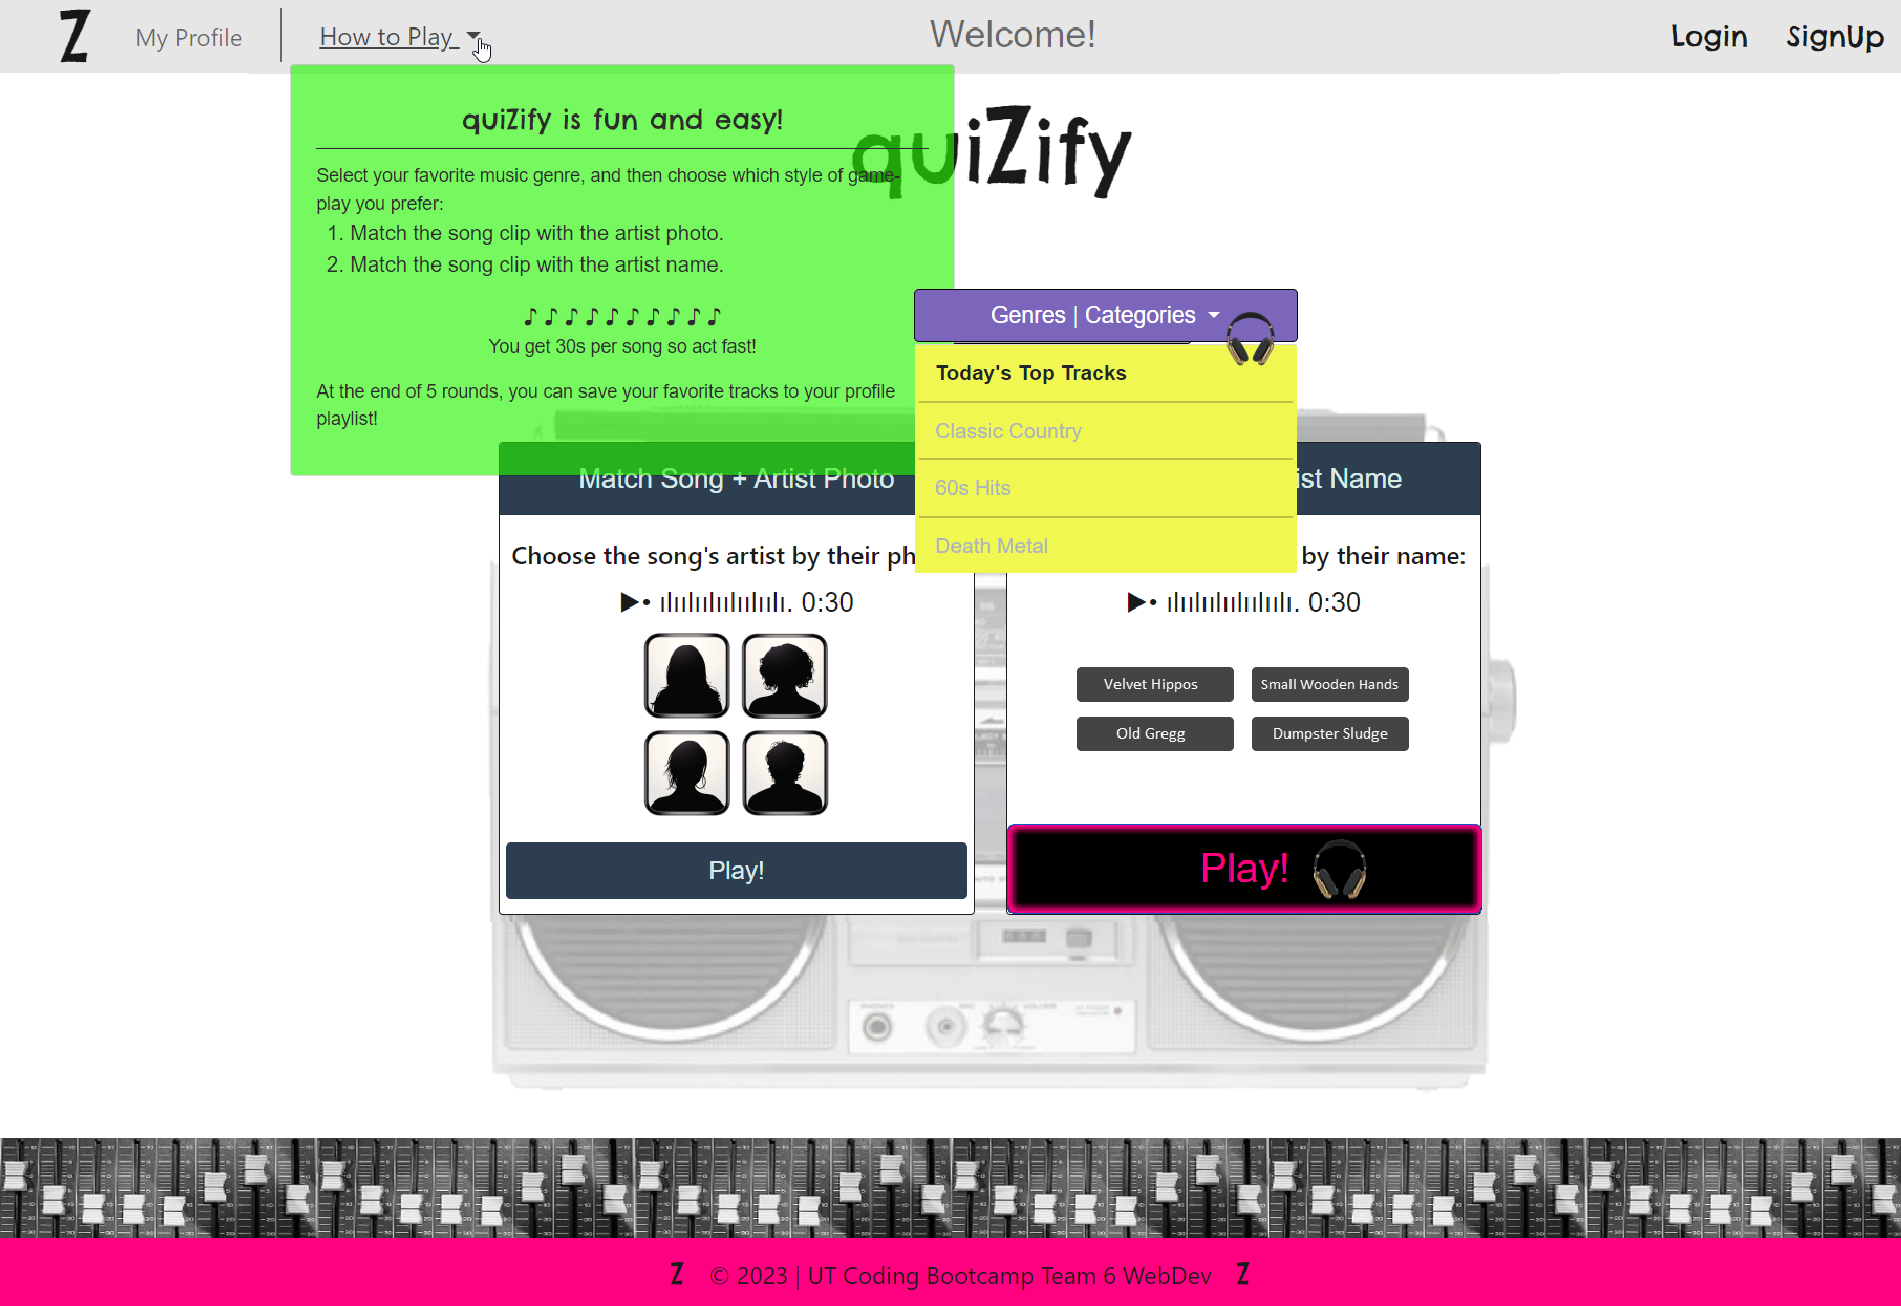 Z My Profile How to Play Welcome! Login SignUp
quiZify is fun and easy!
quiZify
Select your favorite music genre, and then choose which style of game-
play you prefer:
1. Match the song clip with the artist photo.
2. Match the song clip with the artist name.
♪ ♪ ♪ ♪ ♪ ♪ ♪ ♪ ♪ ♪
You get 30s per song so act fast!
At the end of 5 rounds, you can save your favorite tracks to your profile
playlist!
Genres | Categories
Today's Top Tracks
Classic Country
60s Hits
Death Metal
Match Song + Artist Photo
Choose the song's artist by their ph
0:30
Play!
ist Name
by their name:
0:30
Velvet Hippos
Small Wooden Hands
Old Gregg
Dumpster Sludge
Play!
VOLUME
Z © 2023 | UT Coding Bootcamp Team 6 WebDev Z